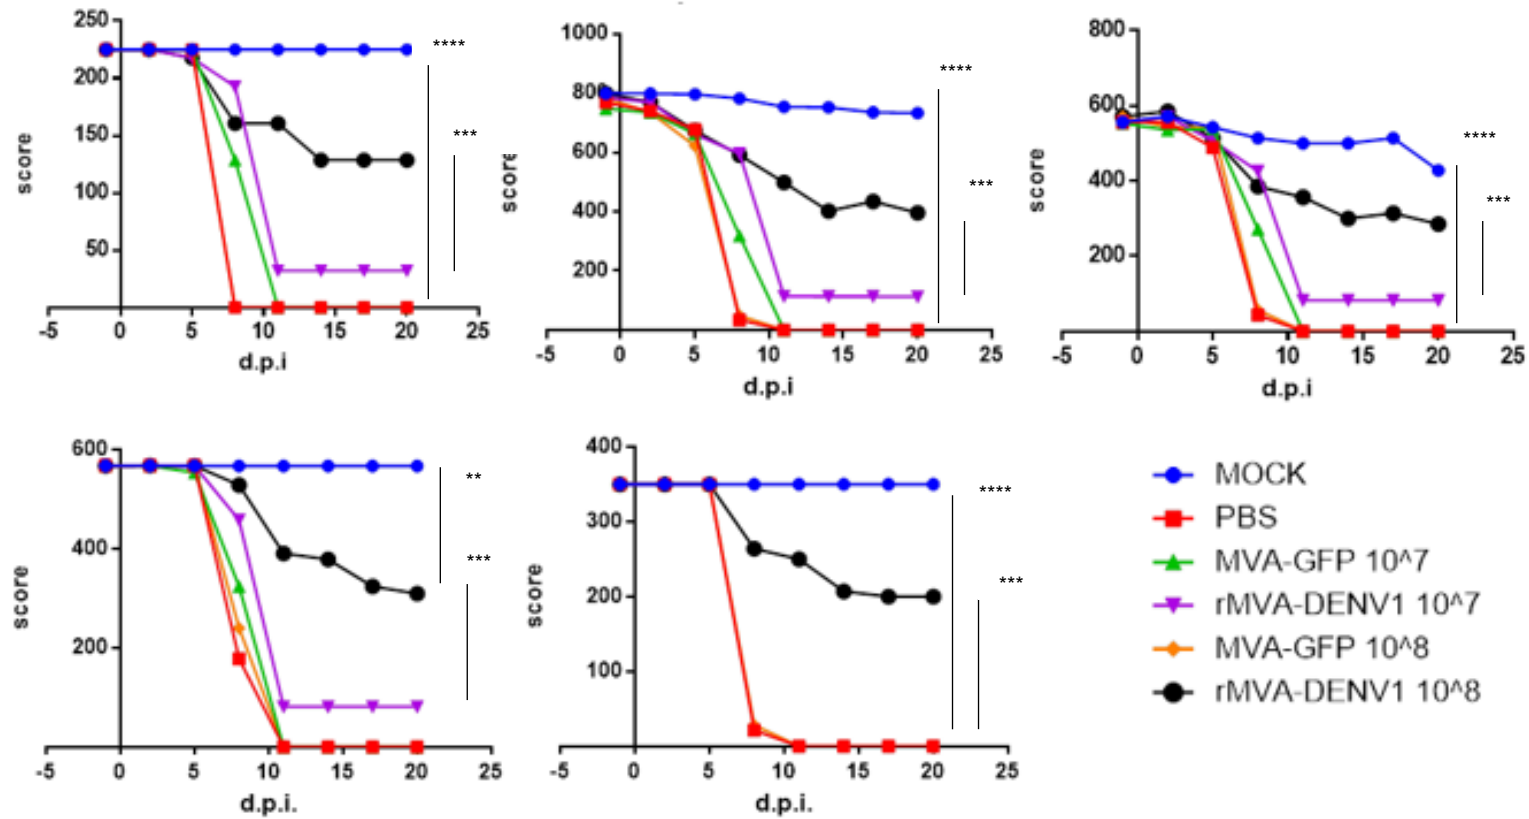 250
200
150
100
50
-5 0 5 10 15 20 25
score
d.p.i
****
***
1000
800
600
400
200
-5 0 5 10 15 20 25
score
d.p.i
****
***
800
600
400
200
-5 0 5 10 15 20 25
score
d.p.i
****
***
600
400
200
-5 0 5 10 15 20 25
score
d.p.i.
**
***
400
300
200
100
-5 0 5 10 15 20 25
score
d.p.i.
****
***
MOCK
PBS
MVA-GFP 10^7
rMVA-DENV1 10^7
MVA-GFP 10^8
rMVA-DENV1 10^8